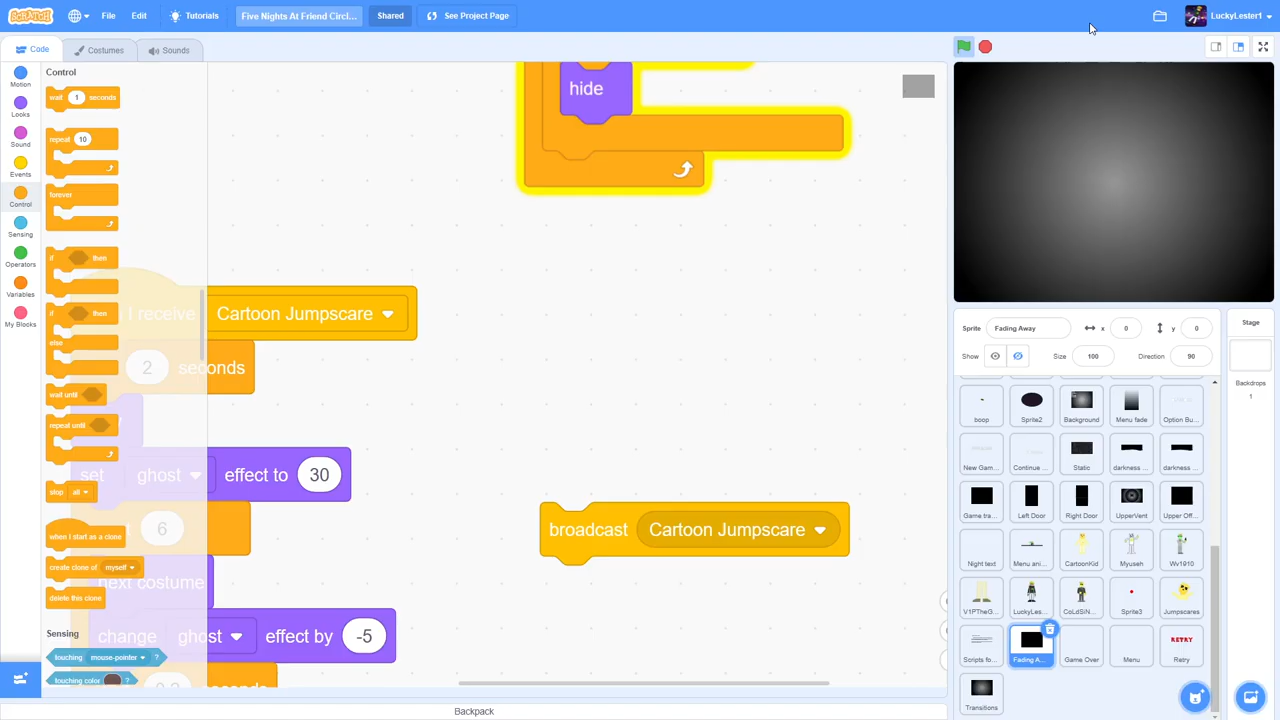 SCRATCH
File
Edit
Tutorials
Five Nights At Friend Circl...
Shared
See Project Page
LuckyLester1
Code
Costumes
Sounds
Motion
Looks
Sound
Events
Control
Sensing
Operators
Variables
My Blocks
Control
wait 1 seconds
repeat 10
forever
if then
if then
else
wait until
repeat until
stop all
when I start as a clone
create clone of myself
delete this clone
Sensing
touching mouse-pointer ?
touching color ?
hide
I receive Cartoon Jumpscare
2 seconds
set ghost effect to 30
6
next costume
change ghost effect by -5
0.2 seconds
broadcast Cartoon Jumpscare
Sprite Fading Away x 0 y 0
Show Size 100 Direction 90
Stage
Backdrops
1
boop Sprite2 Background Menu fade Option Bu...
New Gam... Continue ... Static darkness ... darkness ...
Game tra... Left Door Right Door UpperVent Upper Off...
Night text Menu ani... CartoonKid Myuseh Wv1910
V1PTheG... LuckyLes... CoLdSiN... Sprite3 Jumpscares
RETRY
Scripts fo... Fading A... Game Over Menu Retry
Transitions
Backpack